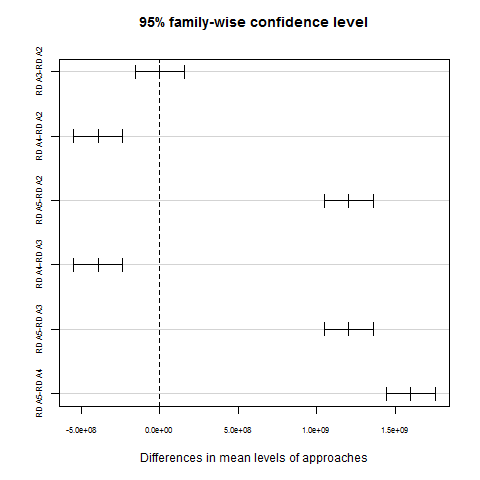 95% family-wise confidence level
RD A3-RD A2
RD A4-RD A2
RD A5-RD A2
RD A4-RD A3
RD A5-RD A3
RD A5-RD A4
-5.0e+08 0.0e+00 5.0e+08 1.0e+09 1.5e+09
Differences in mean levels of approaches